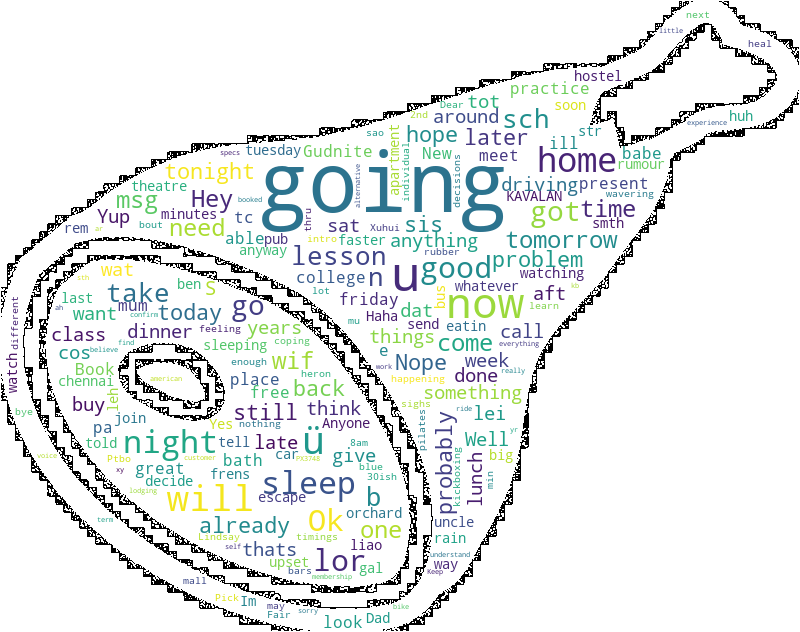 next
little
heal
hostel
practice
soon
Dear
tot
2nd
around
sch
experience
huh
sao
hope
later
str
specs
tuesday
Gudnite
apartment
individual
New
decisions
meet
ill
home
babe
rumour
theatre
tonight
alternative
going
driving
present
wavering
msg
Hey
booked
KAVALAN
Yup
minutes
tc
thru
sat
Xuhui
sis
got
time
smth
rem
bout
ar
need
able
pub
intro
faster
anything
tomorrow
anyway
lesson
rubber
problem
wat
sth
college
n
u
good
watching
last
ben
S
lot
friday
whatever
aft
kb
take
want
mum
go
Haha
dat
bus
now
learn
ah
confirm
today
mu
send
eatin
call
different
class
dinner
feeling
years
coping
things
come
everything
cos
believe
find
sleeping
enough
wif
e
Nope
week
work
really
watch
Book
chennai
american
place
heron
back
happening
done
something
leh
free
sighs
bye
buy
join
still
think
lei
ride
pa
Yes
nothing
Anyone
pilates
probably
Well
yr
told
night
tell
late
ü
8am
give
big
voice
Ptbo
customer
bath
car
PX3748
blue
kickboxing
lunch
min
xy
great
frens
30ish
decide
escape
sleep
b
lodging
will
orchard
uncle
term
already
Ok
one
rain
Lindsay
timings
self
thats
liao
understand
upset
lor
gal
way
mall
bars
membership
Keep
Pick
Im
may
Fair
sorry
bike
look
Dad